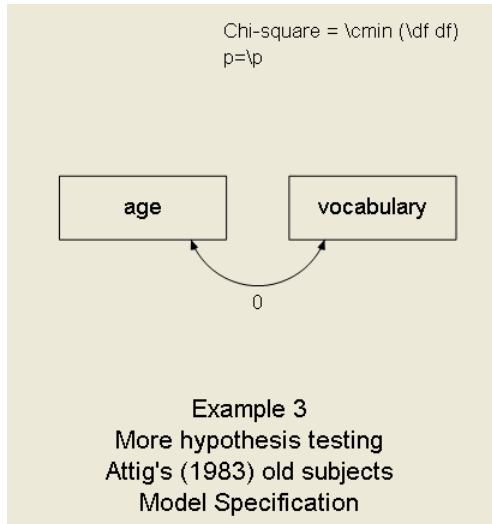 Chi-square = \cmin (\df df)
p=\p
age
vocabulary
0
Example 3
More hypothesis testing
Attig's (1983) old subjects
Model Specification